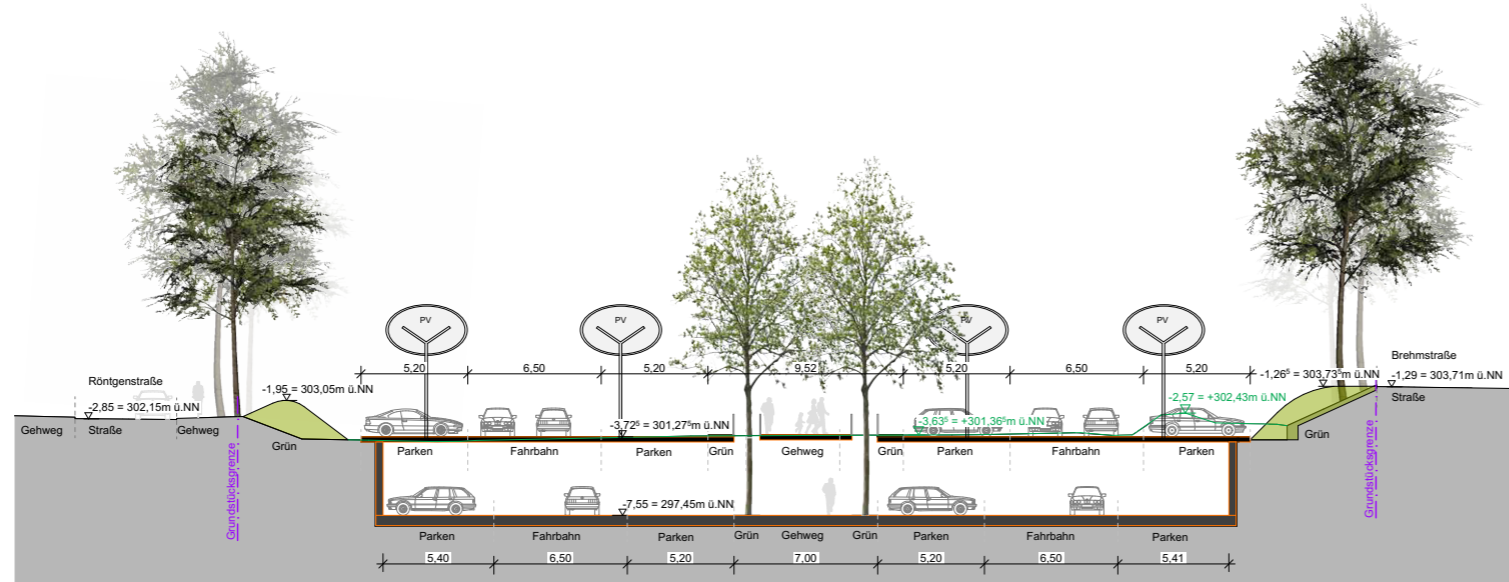 PV
PV
PV
PV
5,20
6,50
5,20
9,52
5,20
6,50
5,20
Röntgenstraße
Brehmstraße
-1,95 = 303,05m ü.NN
-1,26⁵ = 303,73⁵m ü.NN
-1,29 = 303,71m ü.NN
-2,85 = 302,15m ü.NN
-2,57 = +302,43m ü.NN
-3,72⁵ = 301,27⁵m ü.NN
-3,63⁵ = +301,36⁵m ü.NN
Gehweg
Straße
Gehweg
Grün
Straße
Grün
Parken
Fahrbahn
Parken
Grün
Gehweg
Grün
Parken
Fahrbahn
Parken
Grundstücksgrenze
Grundstücksgrenze
-7,55 = 297,45m ü.NN
Parken
Fahrbahn
Parken
Grün
Gehweg
Grün
Parken
Fahrbahn
Parken
5,40
6,50
5,20
7,00
5,20
6,50
5,41